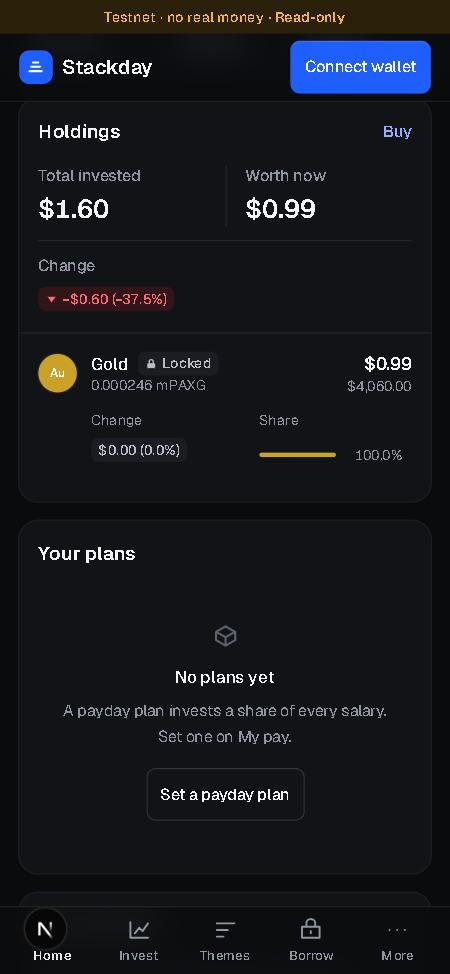 Testnet · no real money · Read-only
Stackday
Connect wallet
Holdings
Buy
Total invested
Worth now
$1.60
$0.99
Change
−$0.60 (−37.5%)
Au
Gold
Locked
$0.99
0.000246 mPAXG
$4,060.00
Change
Share
$0.00 (0.0%)
100.0%
Your plans
No plans yet
A payday plan invests a share of every salary.
Set one on My pay.
Set a payday plan
N
Home
Invest
Themes
Borrow
More